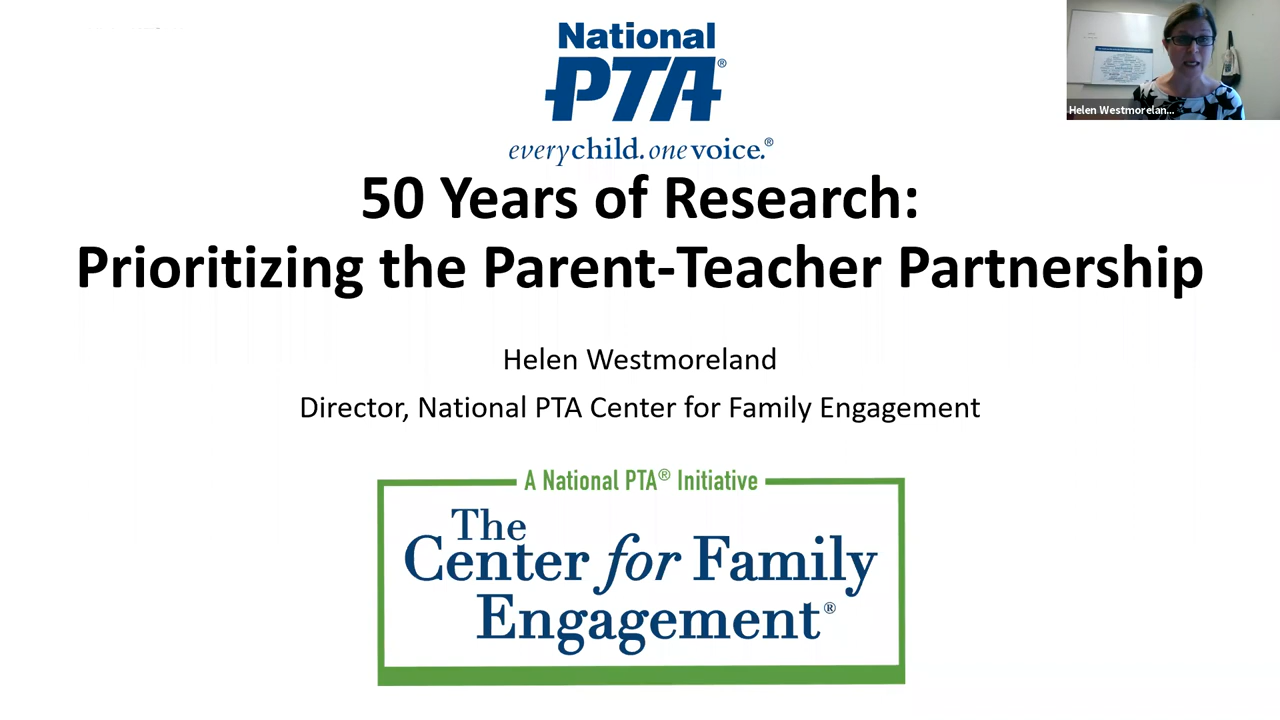 National
PTA®
everychild.onevoice.®
Helen Westmorelan...
50 Years of Research:
Prioritizing the Parent-Teacher Partnership
Helen Westmoreland
Director, National PTA Center for Family Engagement
A National PTA® Initiative
The
Center for Family
Engagement®